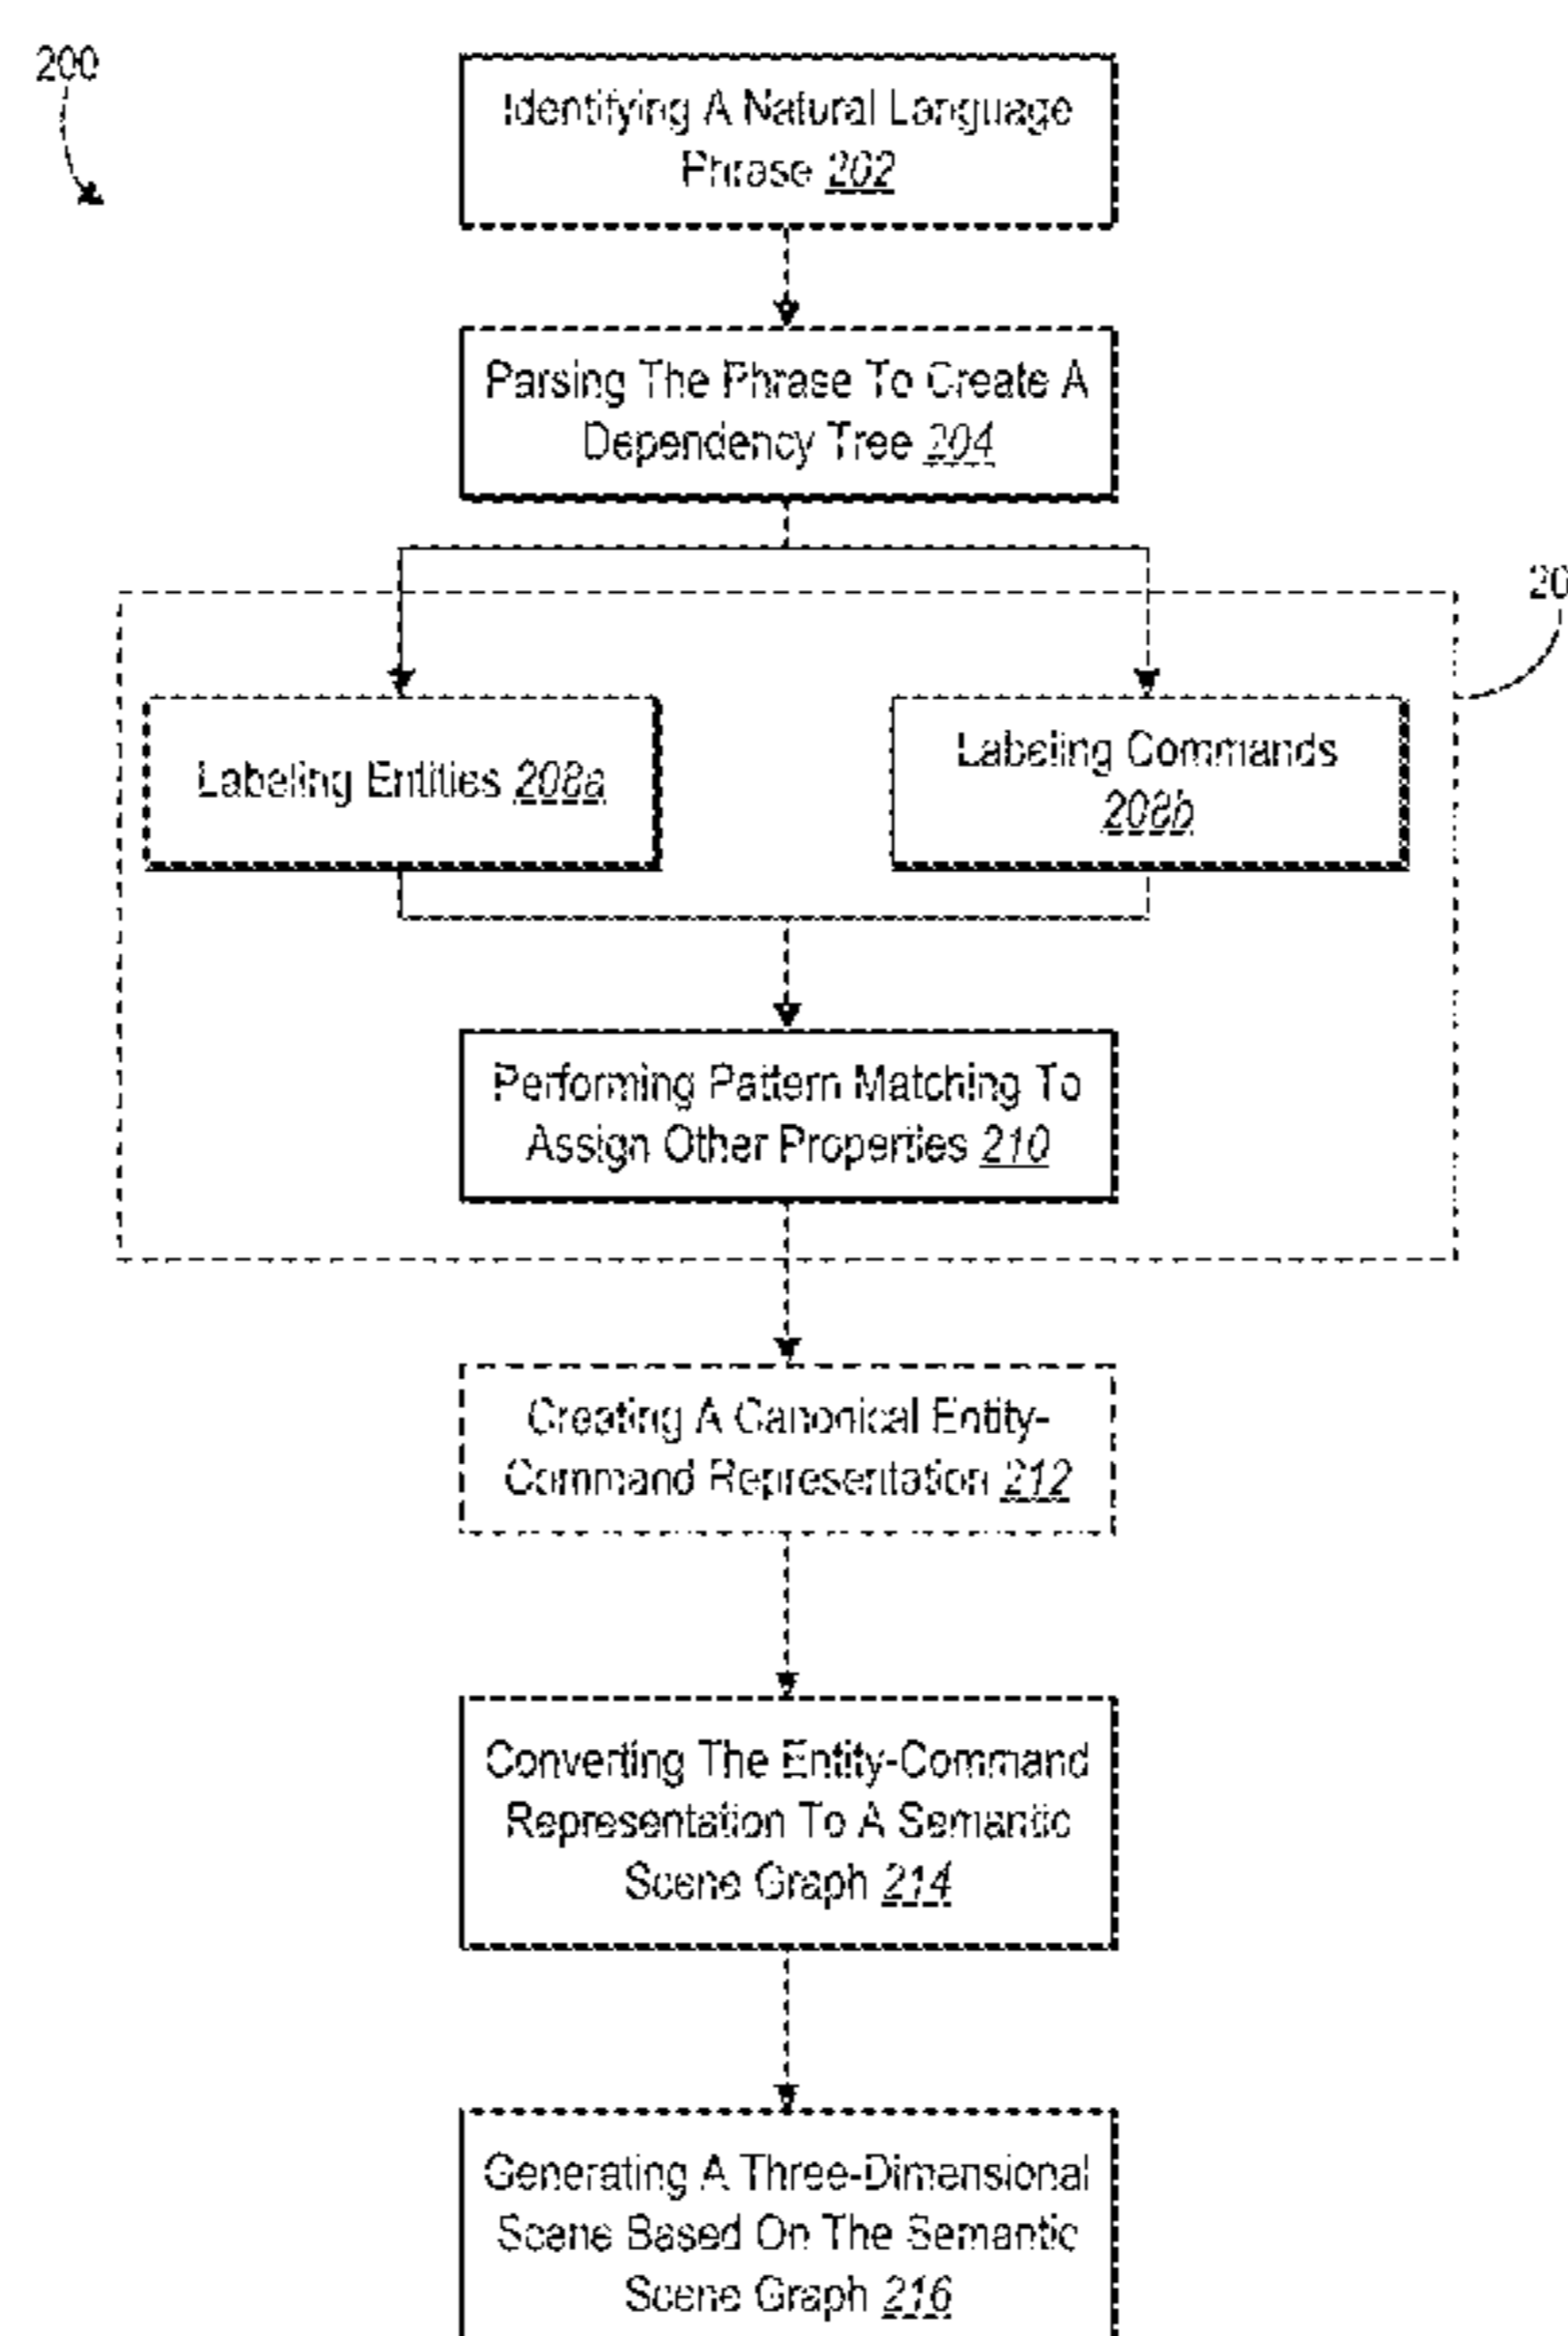 200
Identifying A Natural Language
Phrase 202
Parsing The Phrase To Create A
Dependency Tree 204
20
Labeling Entities 208a
Labeling Commands
208b
Performing Pattern Matching To
Assign Other Properties 210
Creating A Canonical Entity-
Command Representation 212
Converting The Entity-Command
Representation To A Semantic
Scene Graph 214
Generating A Three-Dimensional
Scene Based On The Semantic
Scene Graph 216